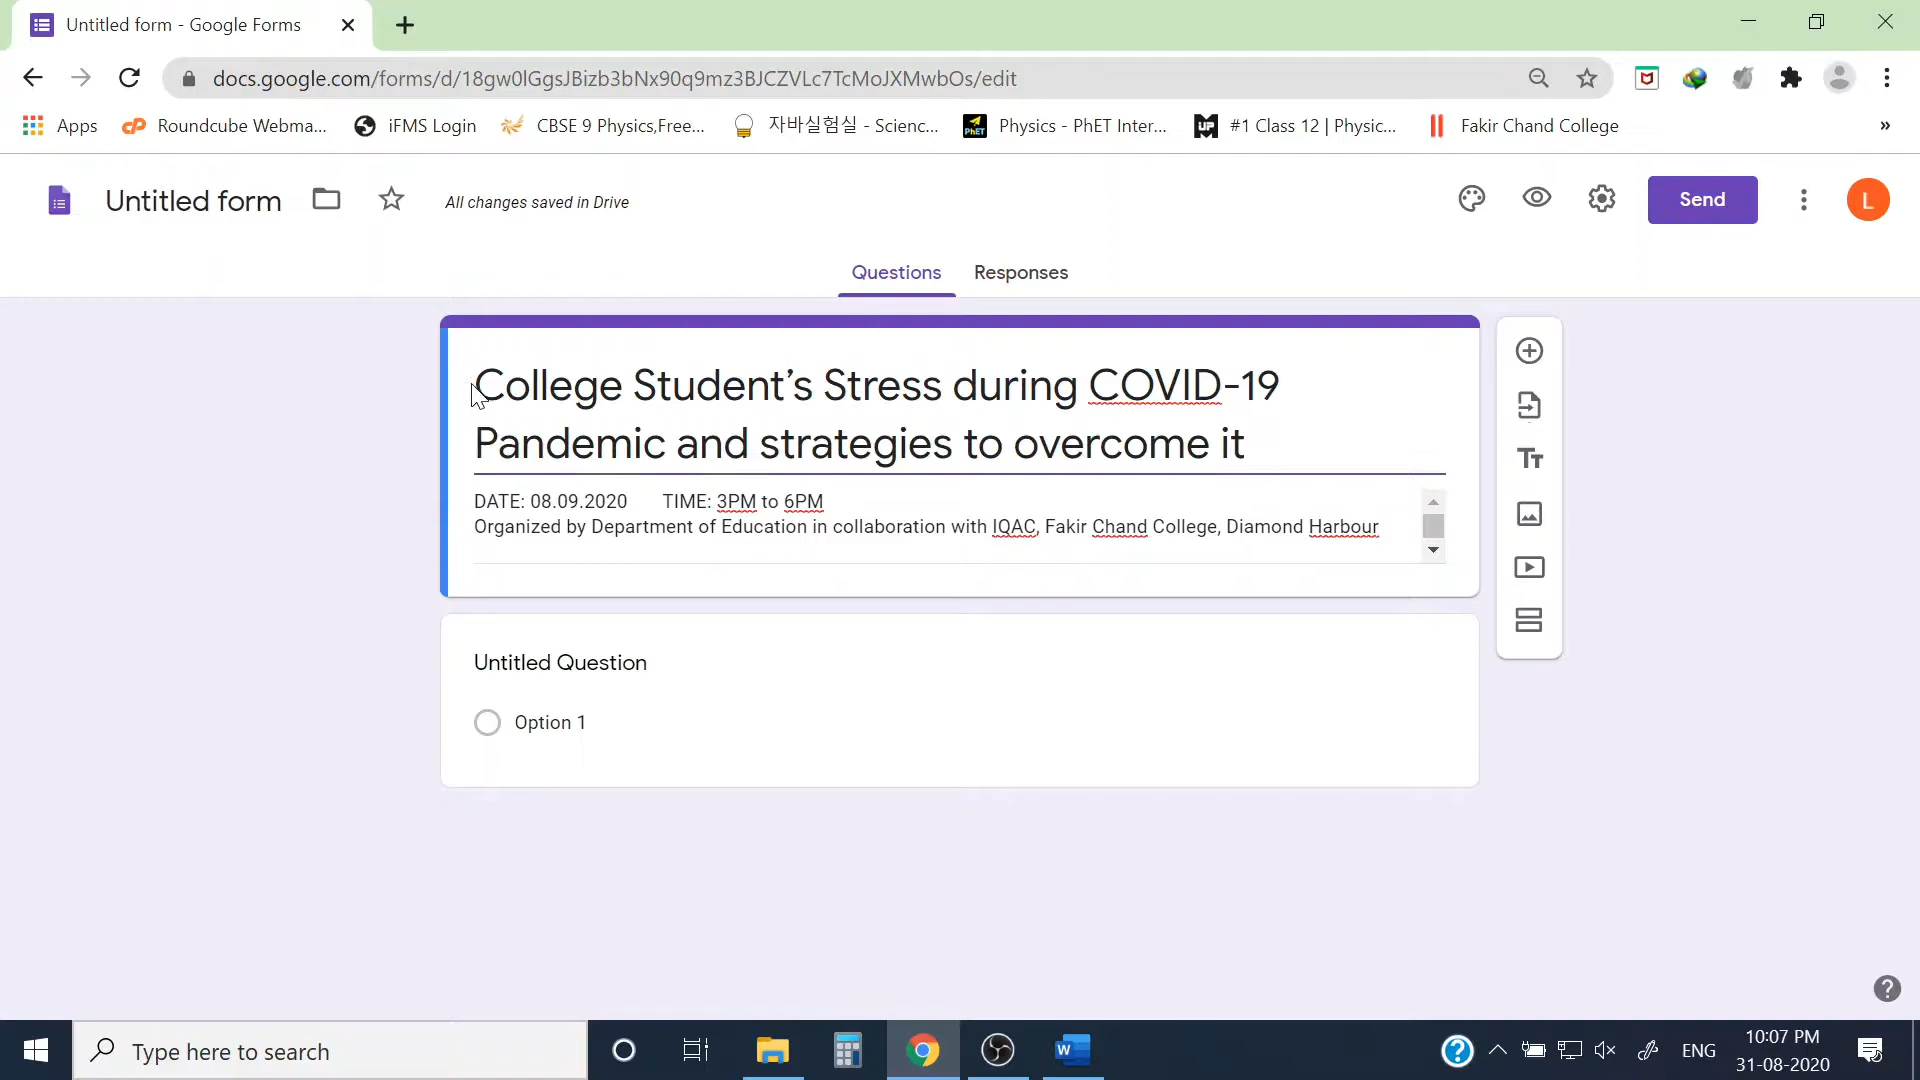 Untitled form - Google Forms
docs.google.com/forms/d/18gw0lGgsJBizb3bNx90q9mz3BJCZVLc7TcMoJXMwbOs/edit
Apps
Roundcube Webma...
iFMS Login
CBSE 9 Physics,Free...
자바실험실 - Scienc...
PhET
Physics - PhET Inter...
UP
#1 Class 12 | Physic...
Fakir Chand College
»
Untitled form
All changes saved in Drive
Send
L
Questions
Responses
College Student’s Stress during COVID-19
Pandemic and strategies to overcome it
DATE: 08.09.2020 TIME: 3PM to 6PM
Organized by Department of Education in collaboration with IQAC, Fakir Chand College, Diamond Harbour
Tт
Untitled Question
Option 1
?
Type here to search
W
?
ENG
10:07 PM
31-08-2020